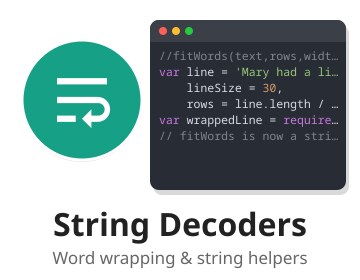 //fitWords(text,rows,widt…
var line = 'Mary had a li…
lineSize = 30,
rows = line.length / …
var wrappedLine = require…
// fitWords is now a stri…
String Decoders
Word wrapping & string helpers